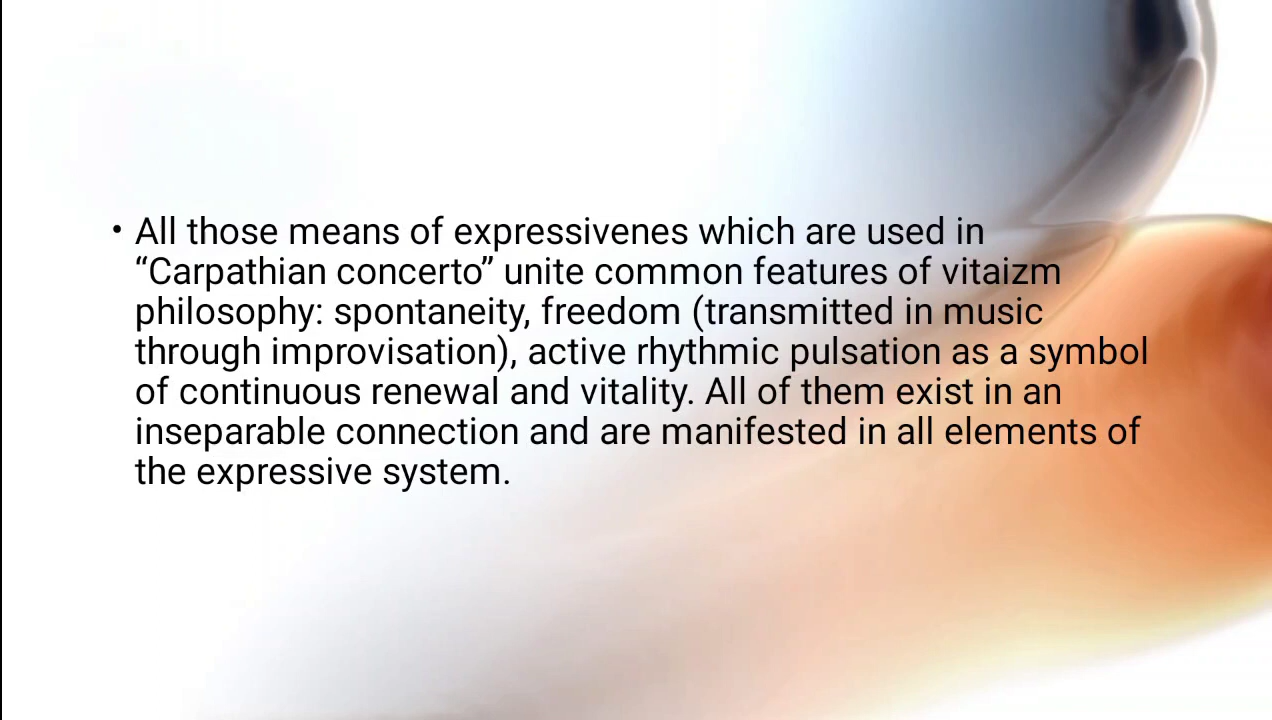 • All those means of expressivenes which are used in
“Carpathian concerto” unite common features of vitaizm
philosophy: spontaneity, freedom (transmitted in music
through improvisation), active rhythmic pulsation as a symbol
of continuous renewal and vitality. All of them exist in an
inseparable connection and are manifested in all elements of
the expressive system.